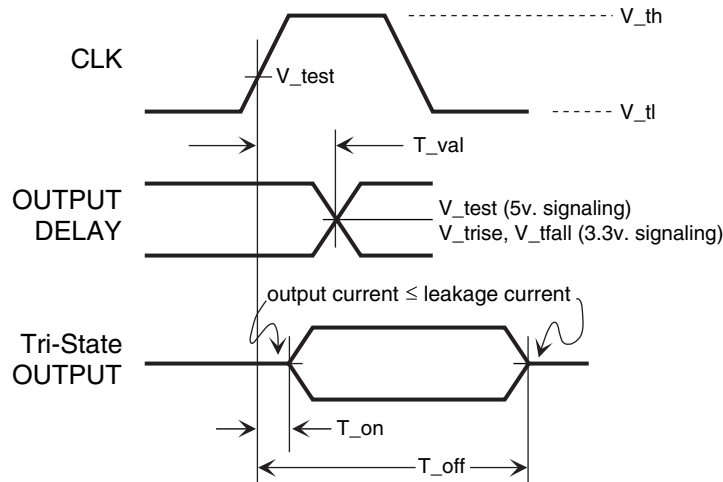 V_th
CLK
V_test
V_tl
T_val
OUTPUT
DELAY
V_test (5v. signaling)
V_trise, V_tfall (3.3v. signaling)
output current ≤ leakage current
Tri-State
OUTPUT
T_on
T_off